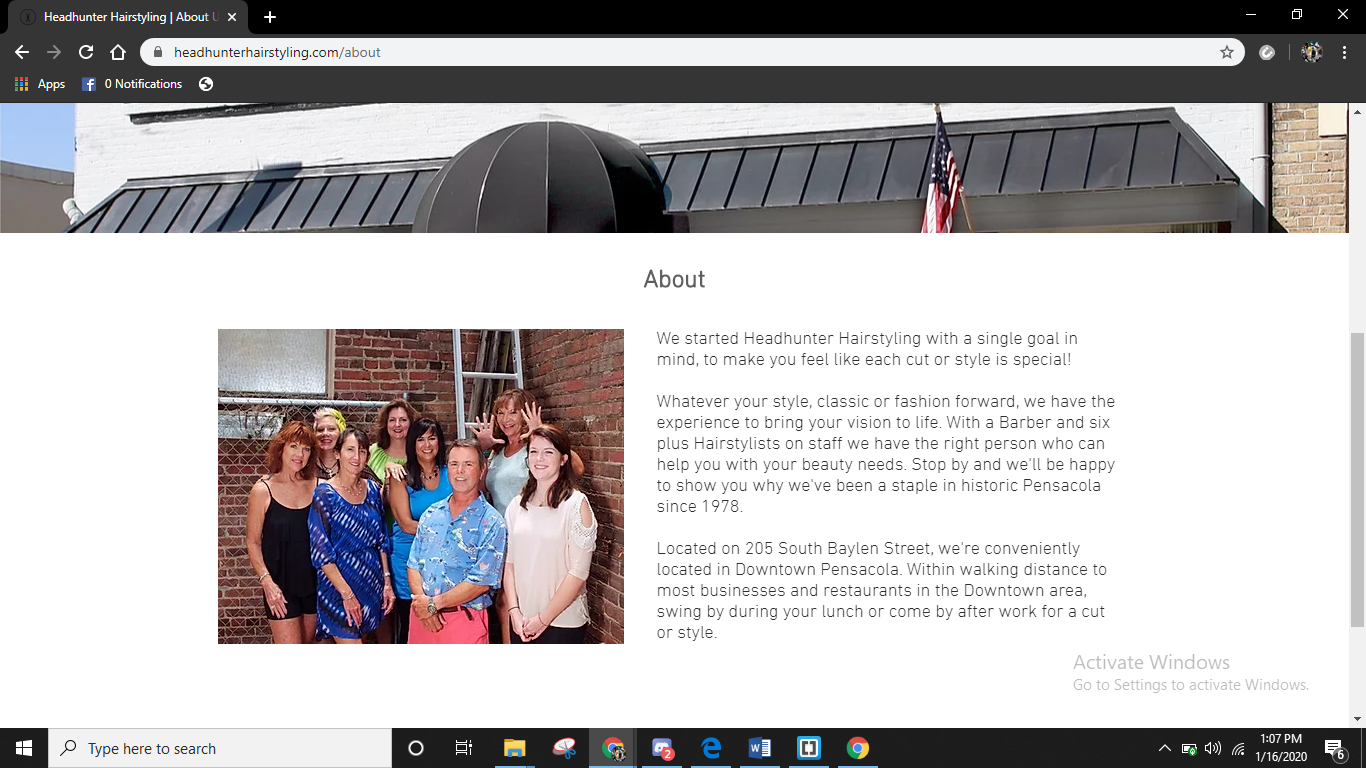 Headhunter Hairstyling | About U
headhunterhairstyling.com/about
Apps
0 Notifications
About
We started Headhunter Hairstyling with a single goal in
mind, to make you feel like each cut or style is special!
Whatever your style, classic or fashion forward, we have the
experience to bring your vision to life. With a Barber and six
plus Hairstylists on staff we have the right person who can
help you with your beauty needs. Stop by and we'll be happy
to show you why we've been a staple in historic Pensacola
since 1978.
Located on 205 South Baylen Street, we're conveniently
located in Downtown Pensacola. Within walking distance to
most businesses and restaurants in the Downtown area,
swing by during your lunch or come by after work for a cut
or style.
Activate Windows
Go to Settings to activate Windows.
Type here to search
2
1:07 PM
1/16/2020
6